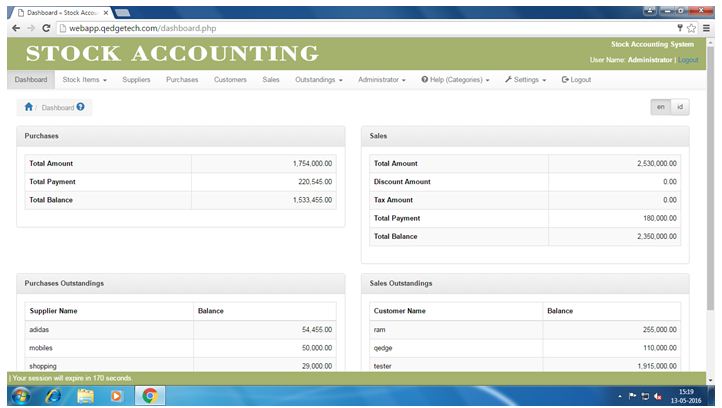 Dashboard « Stock Accou
webapp.qedgetech.com/dashboard.php
Stock Accounting System
STOCK ACCOUNTING
User Name: Administrator | Logout
Dashboard Stock Items Suppliers Purchases Customers Sales Outstandings Administrator Help (Categories) Settings Logout
/ Dashboard
en id
Purchases
Total Amount 1,754,000.00
Total Payment 220,545.00
Total Balance 1,533,455.00
Sales
Total Amount 2,530,000.00
Discount Amount 0.00
Tax Amount 0.00
Total Payment 180,000.00
Total Balance 2,350,000.00
Purchases Outstandings
Supplier Name Balance
adidas 54,455.00
mobiles 50,000.00
shopping 29,000.00
Sales Outstandings
Customer Name Balance
ram 255,000.00
qedge 110,000.00
tester 1,915,000.00
| Your session will expire in 170 seconds.
15:19
13-05-2016